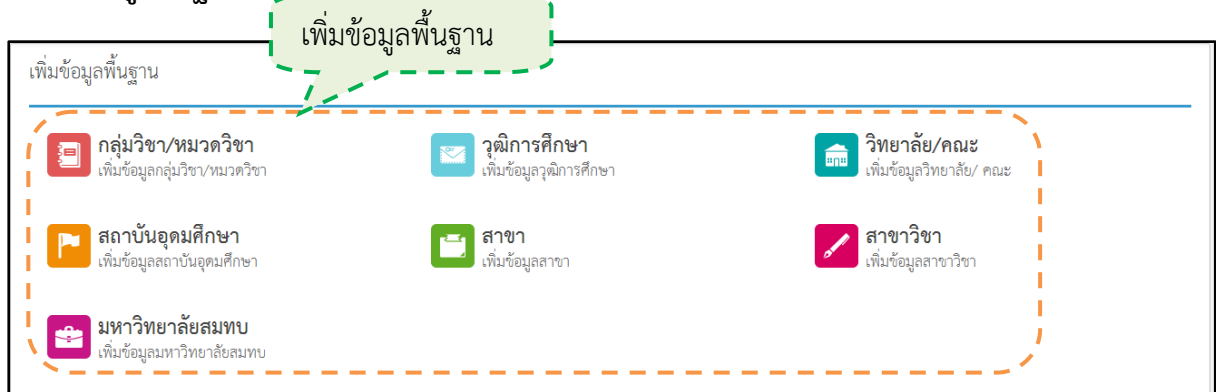 เพิ่มข้อมูลพื้นฐาน
เพิ่มข้อมูลพื้นฐาน
กลุ่มวิชา/หมวดวิชา
เพิ่มข้อมูลกลุ่มวิชา/หมวดวิชา
วุฒิการศึกษา
เพิ่มข้อมูลวุฒิการศึกษา
วิทยาลัย/คณะ
เพิ่มข้อมูลวิทยาลัย/ คณะ
สถาบันอุดมศึกษา
เพิ่มข้อมูลสถาบันอุดมศึกษา
สาขา
เพิ่มข้อมูลสาขา
สาขาวิชา
เพิ่มข้อมูลสาขาวิชา
มหาวิทยาลัยสมทบ
เพิ่มข้อมูลมหาวิทยาลัยสมทบ